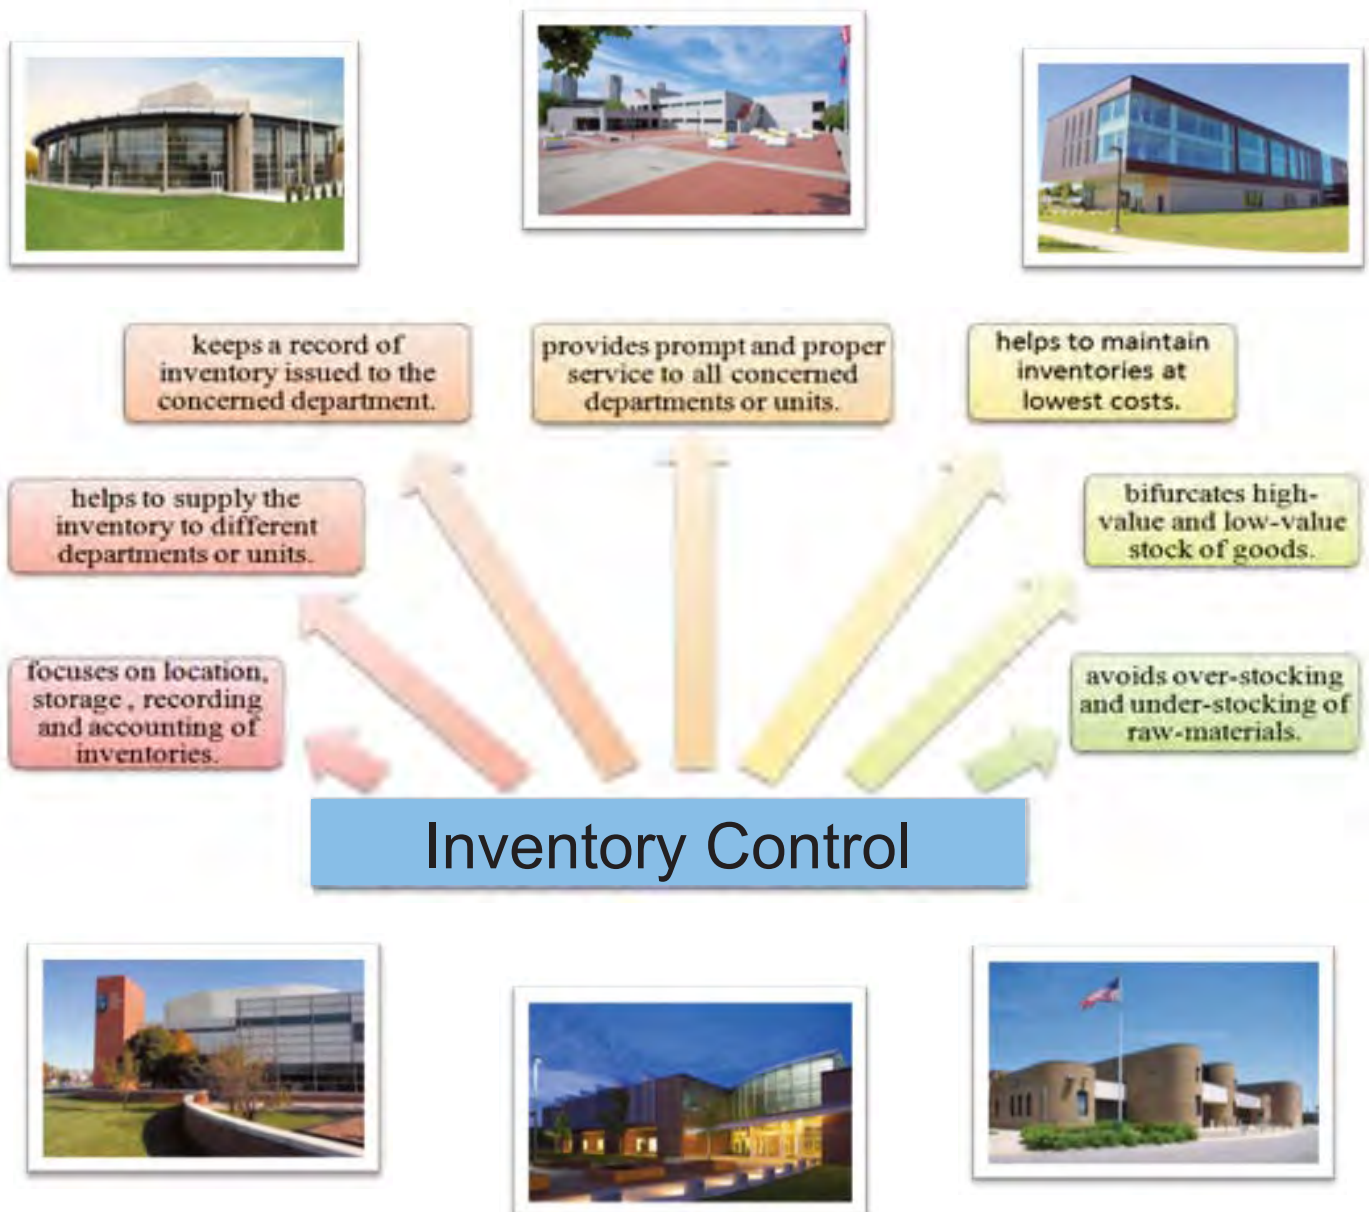 keeps a record of
inventory issued to the
concerned department.
provides prompt and proper
service to all concerned
departments or units.
helps to maintain
inventories at
lowest costs.
helps to supply the
inventory to different
departments or units.
bifurcates high-
value and low-value
stock of goods.
focuses on location,
storage , recording
and accounting of
inventories.
avoids over-stocking
and under-stocking of
raw-materials.
Inventory Control